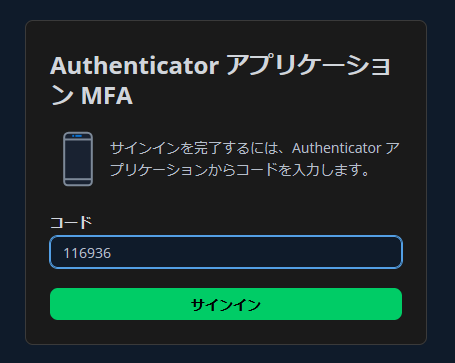 Authenticator アプリケーショ
ン MFA
サインインを完了するには、Authenticator ア
プリケーションからコードを入力します。
コード
116936
サインイン